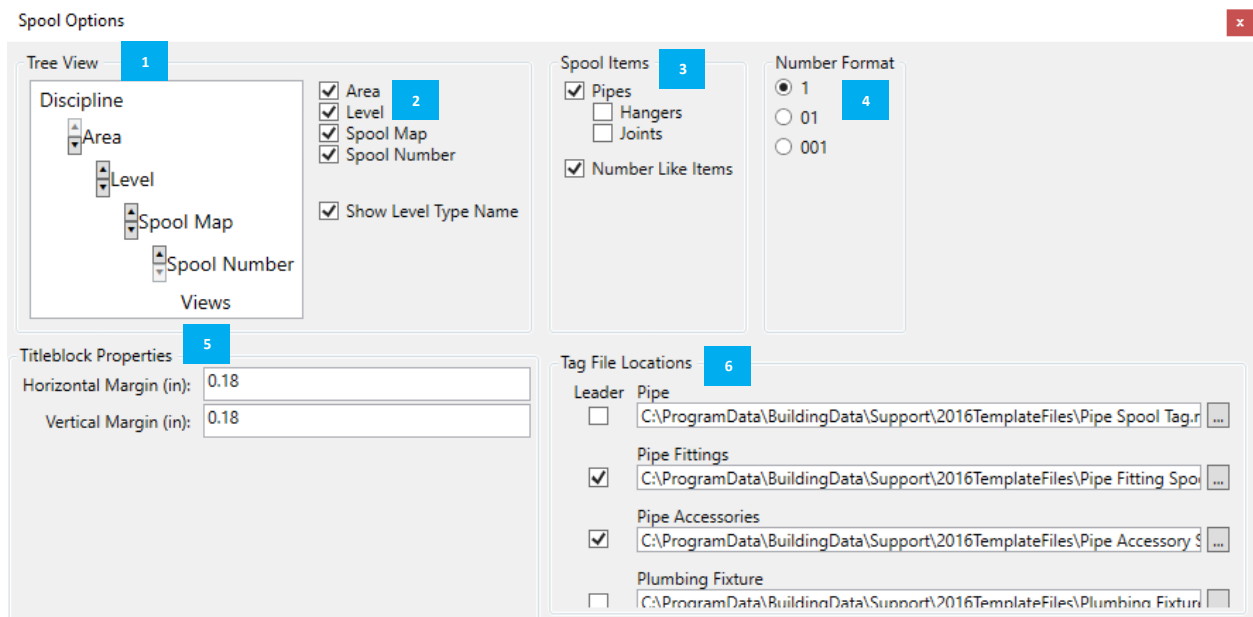 Spool Options
x
Tree View
1
Discipline
Area
Level
Spool Map
Spool Number
Views
Area
2
Level
Spool Map
Spool Number
Show Level Type Name
Spool Items
3
Pipes
Hangers
Joints
Number Like Items
Number Format
4
1
01
001
Titleblock Properties
5
Horizontal Margin (in):
0.18
Vertical Margin (in):
0.18
Tag File Locations
6
Leader Pipe
C:\ProgramData\BuildingData\Support\2016TemplateFiles\Pipe Spool Tag.r ...
Pipe Fittings
C:\ProgramData\BuildingData\Support\2016TemplateFiles\Pipe Fitting Spo ...
Pipe Accessories
C:\ProgramData\BuildingData\Support\2016TemplateFiles\Pipe Accessory S ...
Plumbing Fixture
C:\ProgramData\BuildingData\Support\2016TemplateFiles\Plumbing Fixture